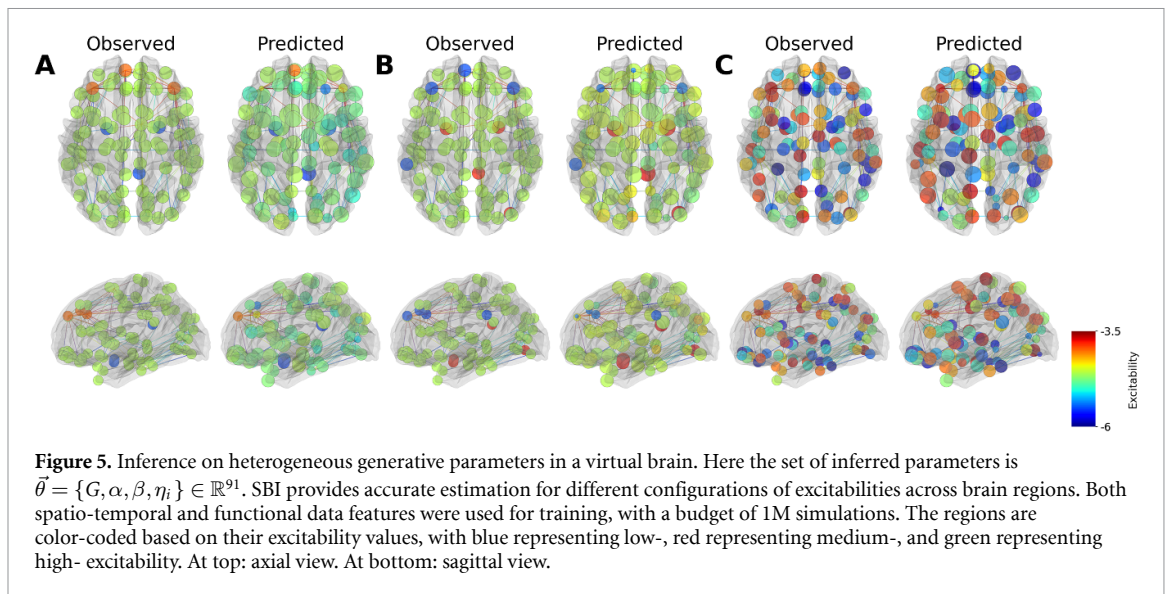 Observed Predicted Observed Predicted Observed Predicted
A B C
-3.5
Excitability
-6
Figure 5. Inference on heterogeneous generative parameters in a virtual brain. Here the set of inferred parameters is
θ⃗ = {G, α, β, η_i} ∈ ℝ^91. SBI provides accurate estimation for different configurations of excitabilities across brain regions. Both
spatio-temporal and functional data features were used for training, with a budget of 1M simulations. The regions are
color-coded based on their excitability values, with blue representing low-, red representing medium-, and green representing
high- excitability. At top: axial view. At bottom: sagittal view.